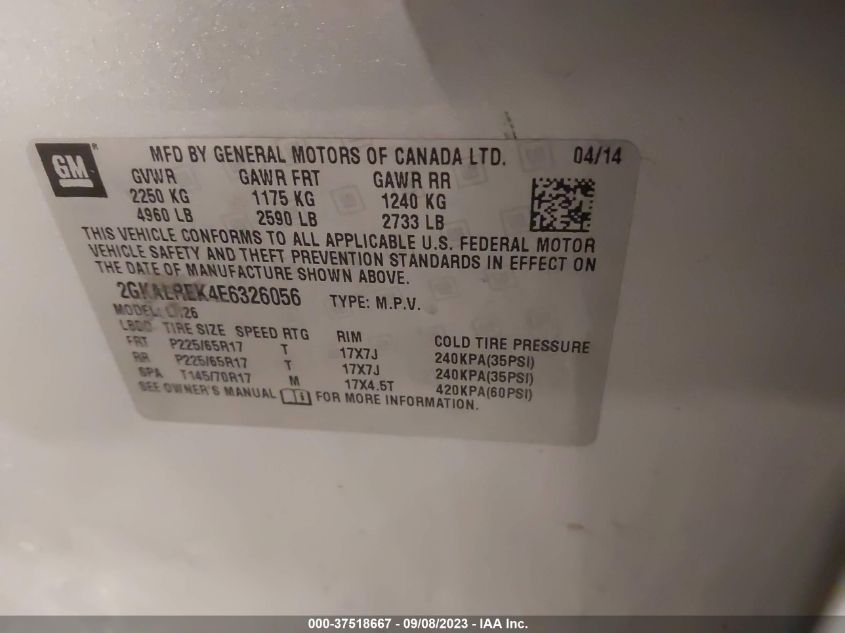 GM
MFD BY GENERAL MOTORS OF CANADA LTD. 04/14
GVWR GAWR FRT GAWR RR
2250 KG 1175 KG 1240 KG
4960 LB 2590 LB 2733 LB
THIS VEHICLE CONFORMS TO ALL APPLICABLE U.S. FEDERAL MOTOR
VEHICLE SAFETY AND THEFT PREVENTION STANDARDS IN EFFECT ON
THE DATE OF MANUFACTURE SHOWN ABOVE.
2GKALREK4E6326056 TYPE: M.P.V.
MODEL:
TIRE SIZE SPEED RTG RIM COLD TIRE PRESSURE
FRT P225/65R17 T 17X7J 240KPA(35PSI)
RR P225/65R17 T 17X7J 240KPA(35PSI)
SPA T145/70R17 M 17X4.5T 420KPA(60PSI)
SEE OWNER'S MANUAL FOR MORE INFORMATION.
000-37518667 - 09/08/2023 - IAA Inc.